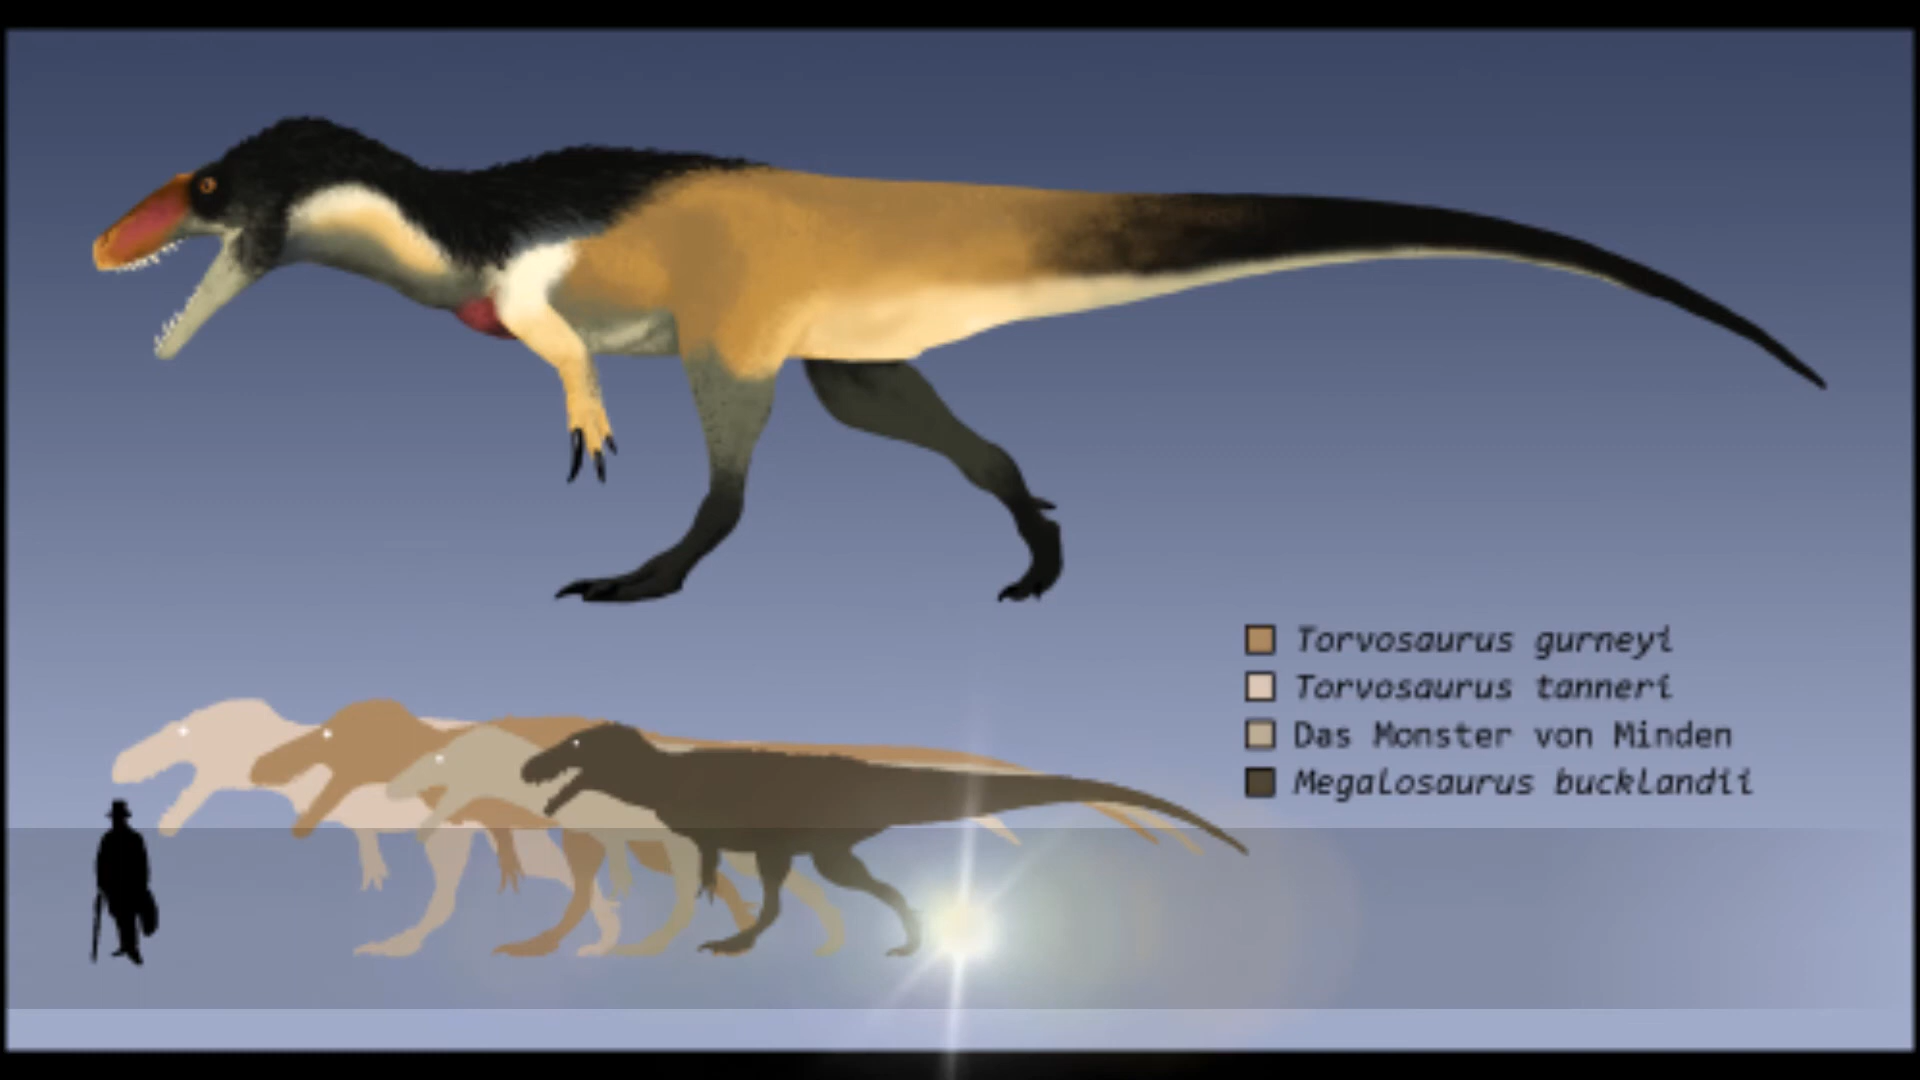 Torvosaurus gurneyi
Torvosaurus tanneri
Das Monster von Minden
Megalosaurus bucklandii